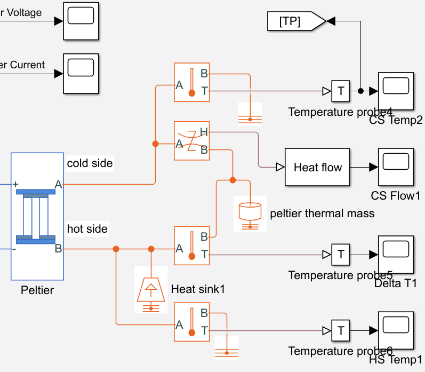 r Voltage
[TP]
er Current
B
A
T
T
Temperature probe4
CS Temp2
H
A
B
Heat flow
CS Flow1
cold side
+
A
peltier thermal mass
hot side
B
-
B
A
T
T
Temperature probe5
Delta T1
Peltier
Heat sink1
B
A
T
T
Temperature probe6
HS Temp1